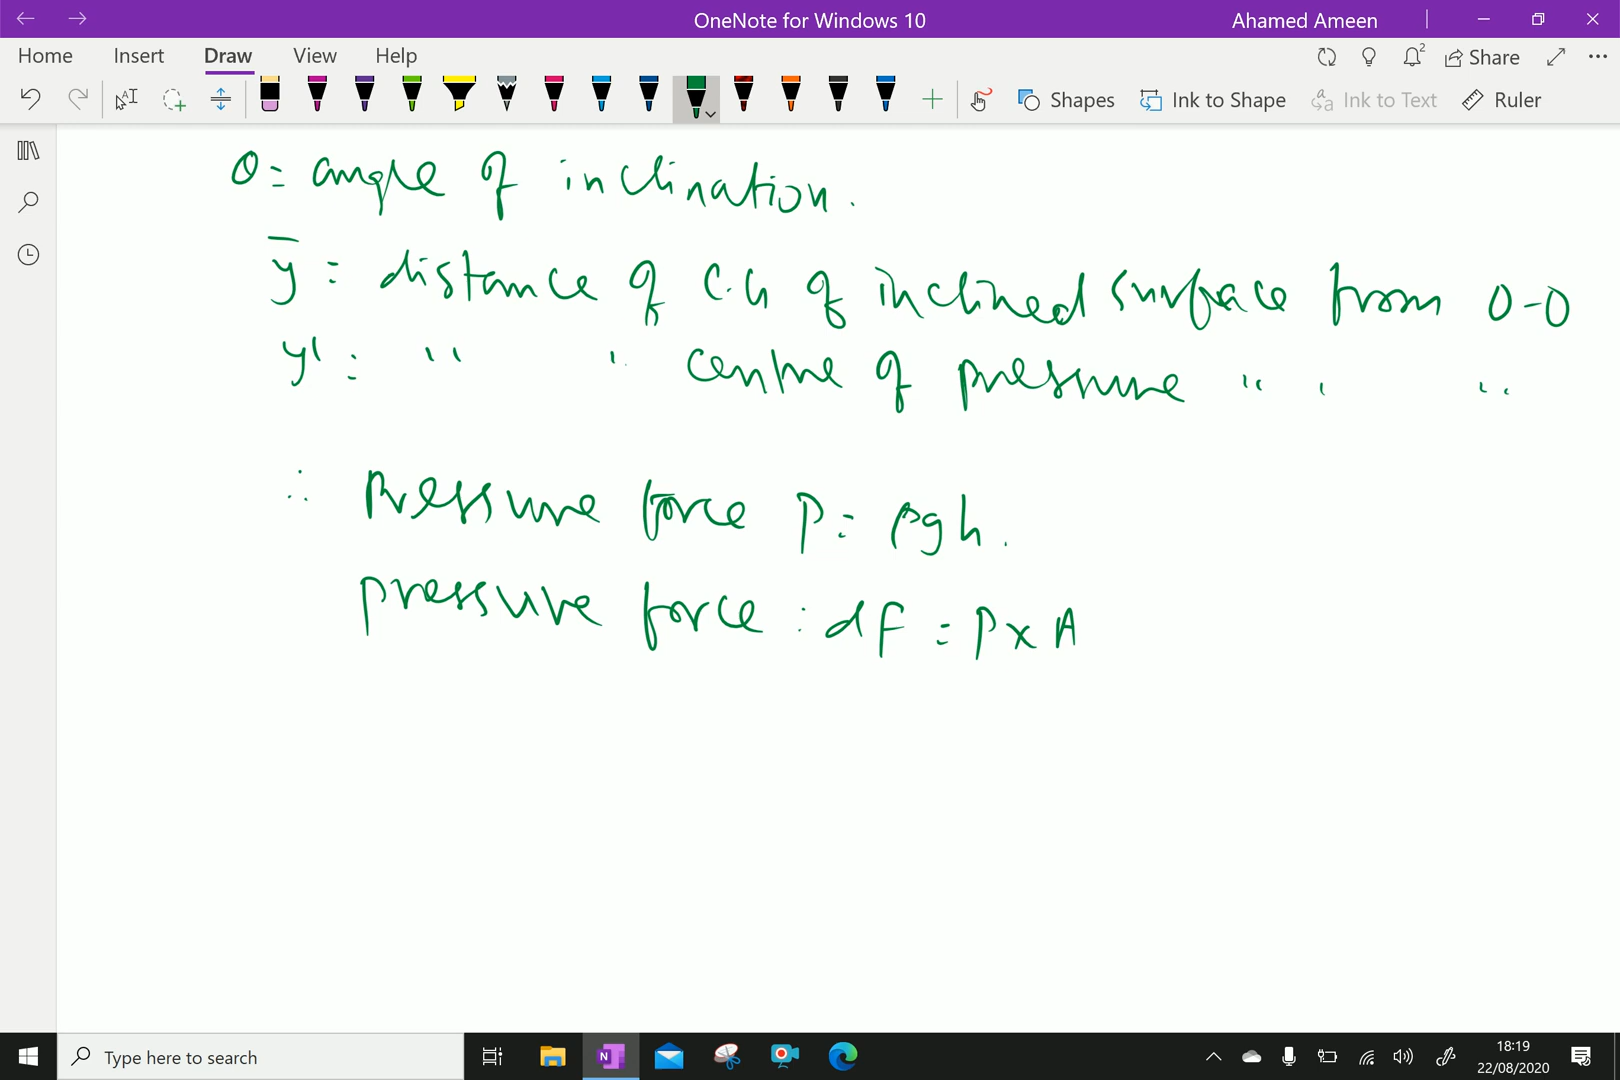 OneNote for Windows 10
Ahamed Ameen
Home Insert Draw View Help
2 Share
Shapes Ink to Shape Ink to Text Ruler
θ = angle of inclination.
ȳ = distance of C.G of inclined surface from O-O
y' = " " centre of pressure " " "
∴ Pressure force P = ρgh.
pressure force : dF = P x A
Type here to search
18:19
22/08/2020